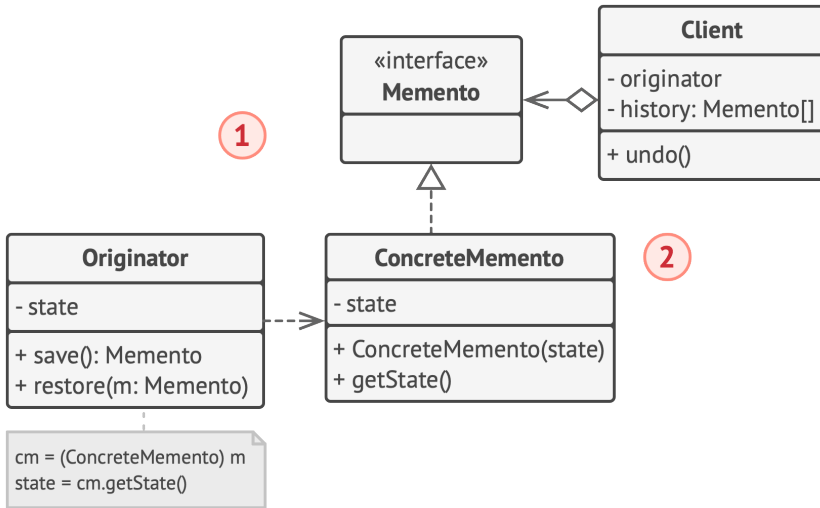 «interface»
Memento
Client
- originator
- history: Memento[]
+ undo()
1
Originator
- state
+ save(): Memento
+ restore(m: Memento)
ConcreteMemento
- state
+ ConcreteMemento(state)
+ getState()
2
cm = (ConcreteMemento) m
state = cm.getState()